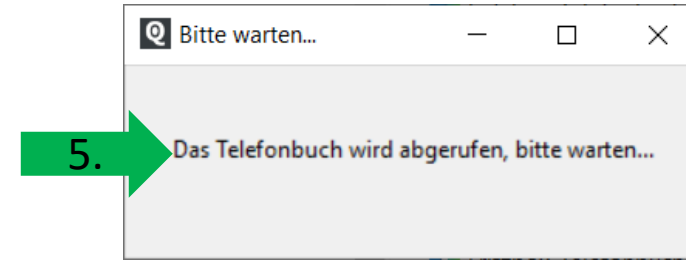 Q Bitte warten...
5. Das Telefonbuch wird abgerufen, bitte warten...